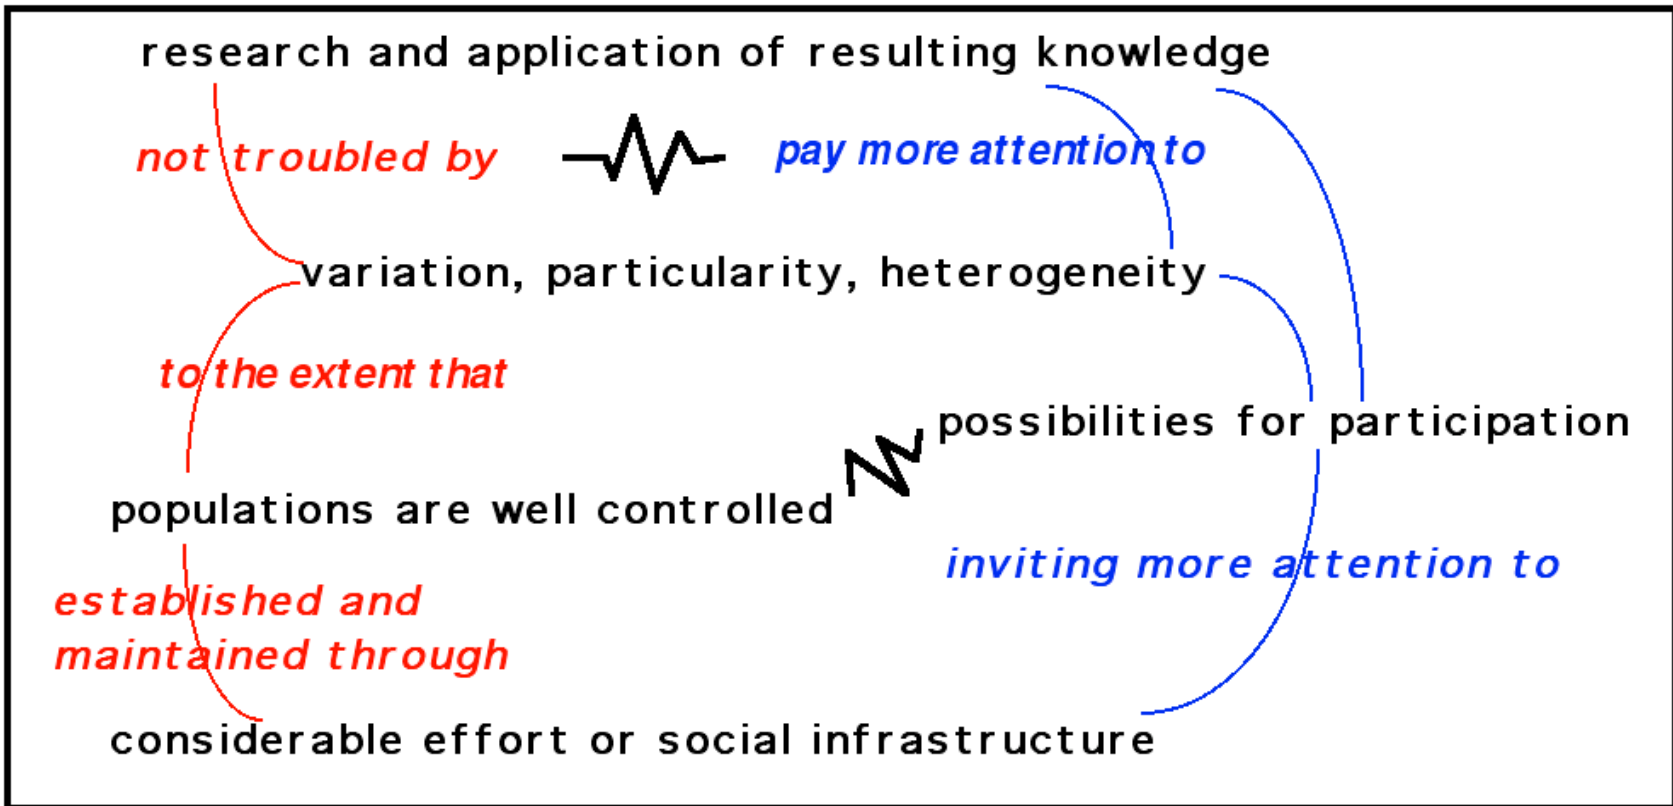 research and application of resulting knowledge
not troubled by
pay more attention to
variation, particularity, heterogeneity
to the extent that
possibilities for participation
populations are well controlled
inviting more attention to
established and
maintained through
considerable effort or social infrastructure